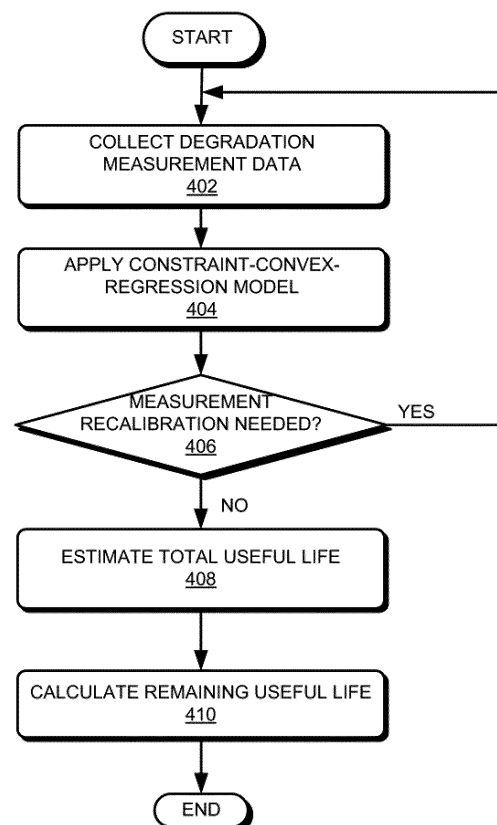 START
COLLECT DEGRADATION
MEASUREMENT DATA
402
APPLY CONSTRAINT-CONVEX-
REGRESSION MODEL
404
MEASUREMENT
RECALIBRATION NEEDED?
406
YES
NO
ESTIMATE TOTAL USEFUL LIFE
408
CALCULATE REMAINING USEFUL LIFE
410
END